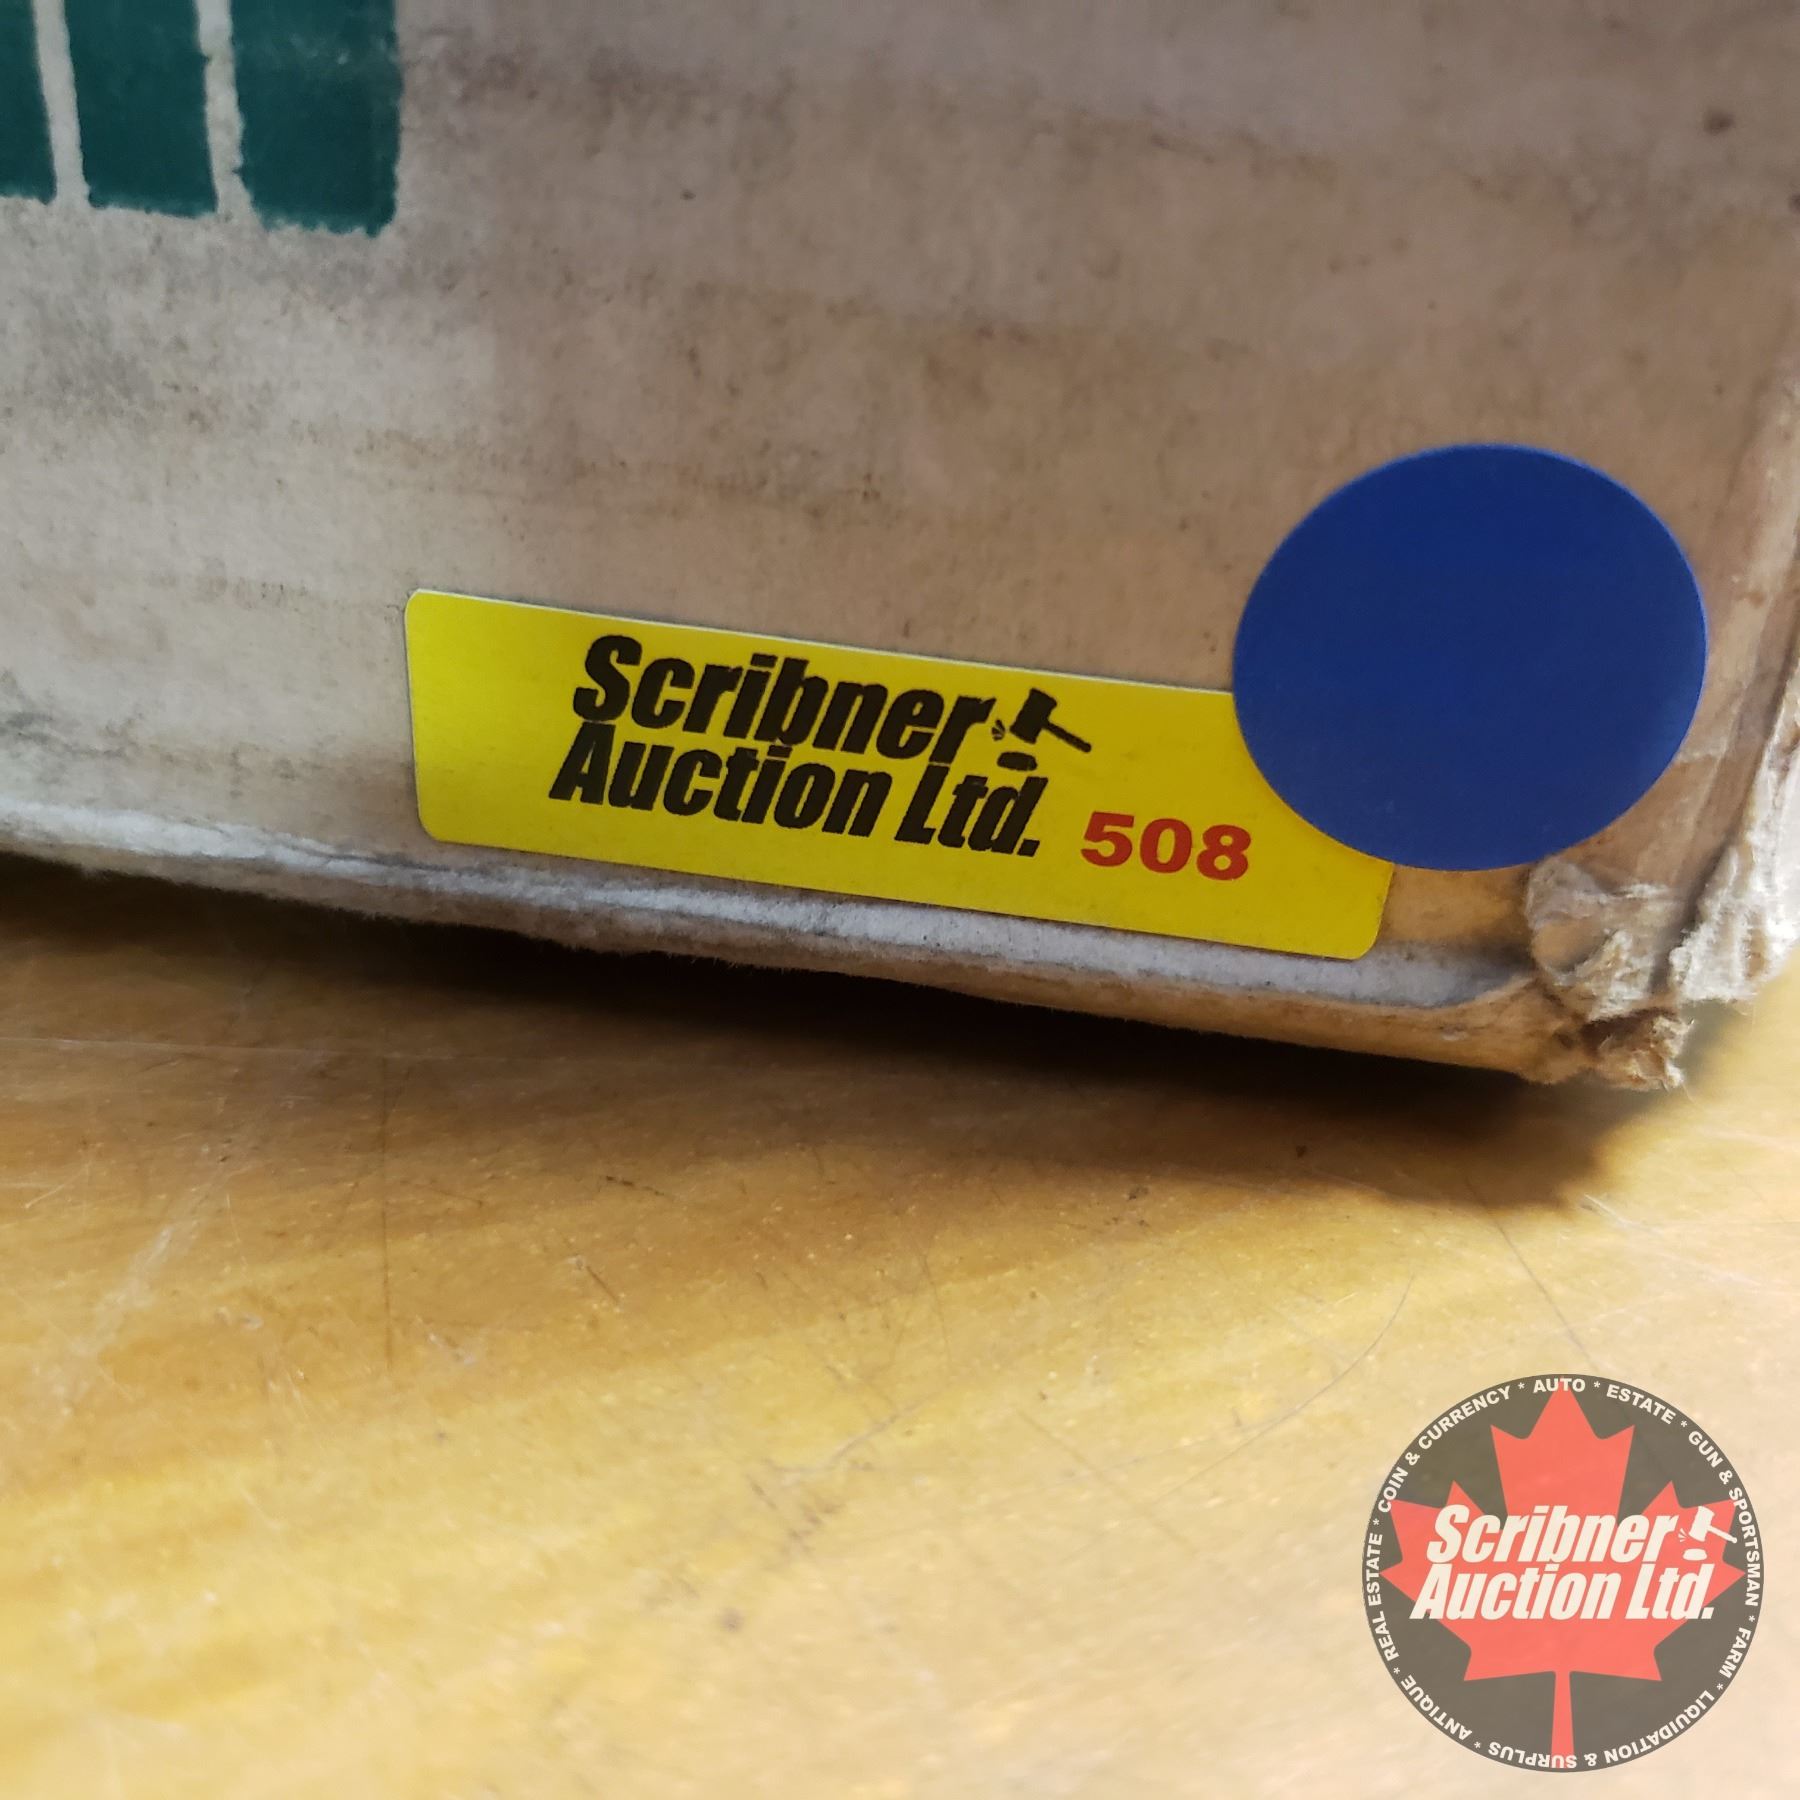 Scribner
Auction Ltd. 508
* AUTO * ESTATE * GUN & SPORTSMAN * FARM * LIQUIDATION & SURPLUS * ANTIQUE * REAL ESTATE * COIN & CURRENCY
Scribner
Auction Ltd.